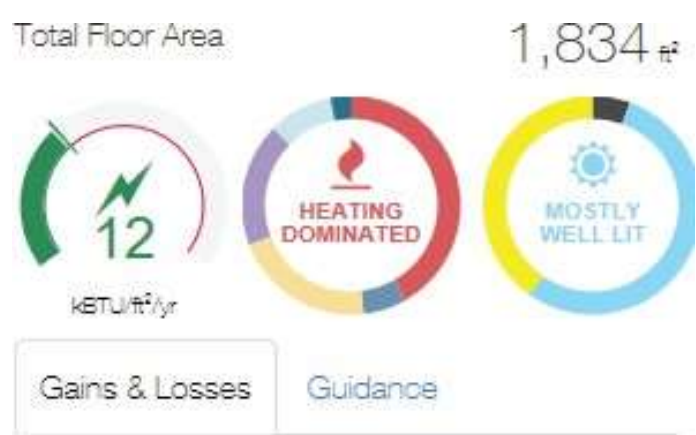 Total Floor Area
1,834 ft²
12
kBTU/ft²/yr
HEATING
DOMINATED
MOSTLY
WELL LIT
Gains & Losses
Guidance